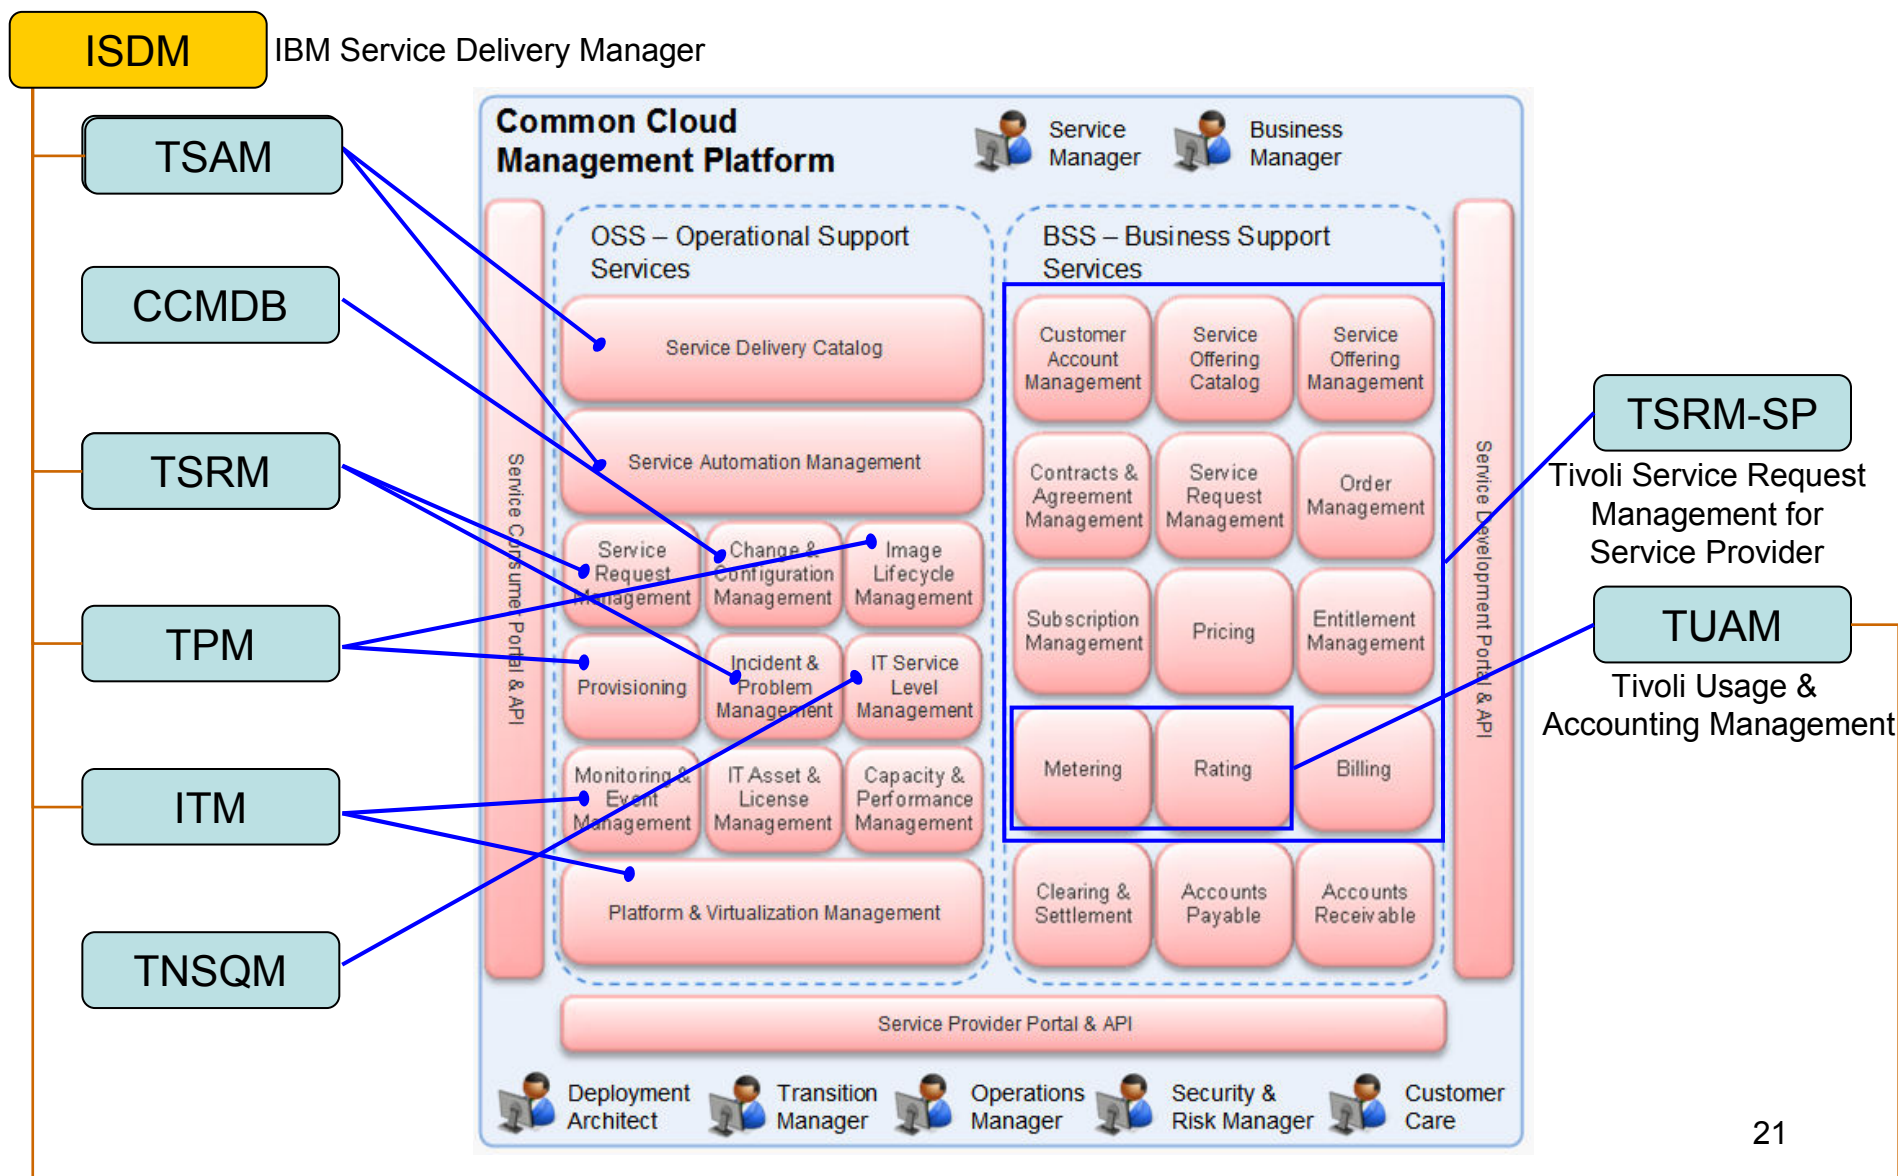 ISDM
IBM Service Delivery Manager
TSAM
CCMDB
TSRM
TPM
ITM
TNSQM
Common Cloud
Management Platform
Service
Manager
Business
Manager
Service Consumer Portal & API
OSS – Operational Support
Services
Service Delivery Catalog
Service Automation Management
Service
Request
Management
Change &
Configuration
Management
Image
Lifecycle
Management
Provisioning
Incident &
Problem
Management
IT Service
Level
Management
Monitoring &
Event
Management
IT Asset &
License
Management
Capacity &
Performance
Management
Platform & Virtualization Management
BSS – Business Support
Services
Customer
Account
Management
Service
Offering
Catalog
Service
Offering
Management
Contracts &
Agreement
Management
Service
Request
Management
Order
Management
Subscription
Management
Pricing
Entitlement
Management
Metering
Rating
Billing
Clearing &
Settlement
Accounts
Payable
Accounts
Receivable
Service Development Portal & API
Service Provider Portal & API
Deployment
Architect
Transition
Manager
Operations
Manager
Security &
Risk Manager
Customer
Care
TSRM-SP
Tivoli Service Request
Management for
Service Provider
TUAM
Tivoli Usage &
Accounting Management
21